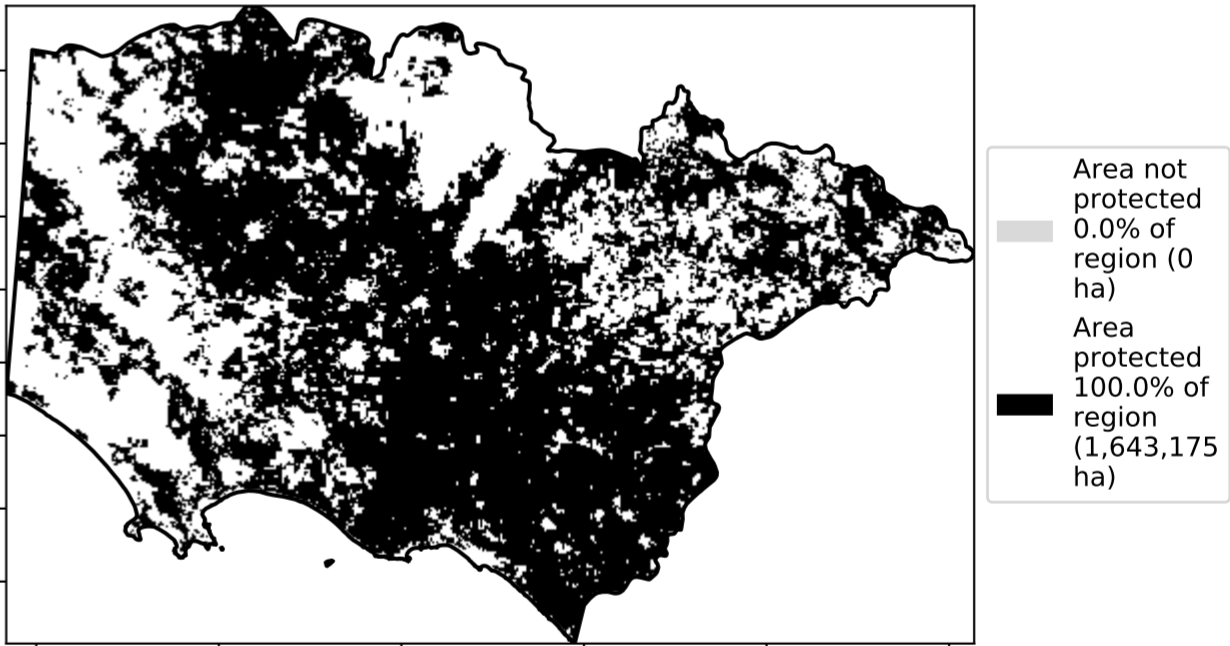 Area not
protected
0.0% of
region (0
ha)
Area
protected
100.0% of
region
(1,643,175
ha)